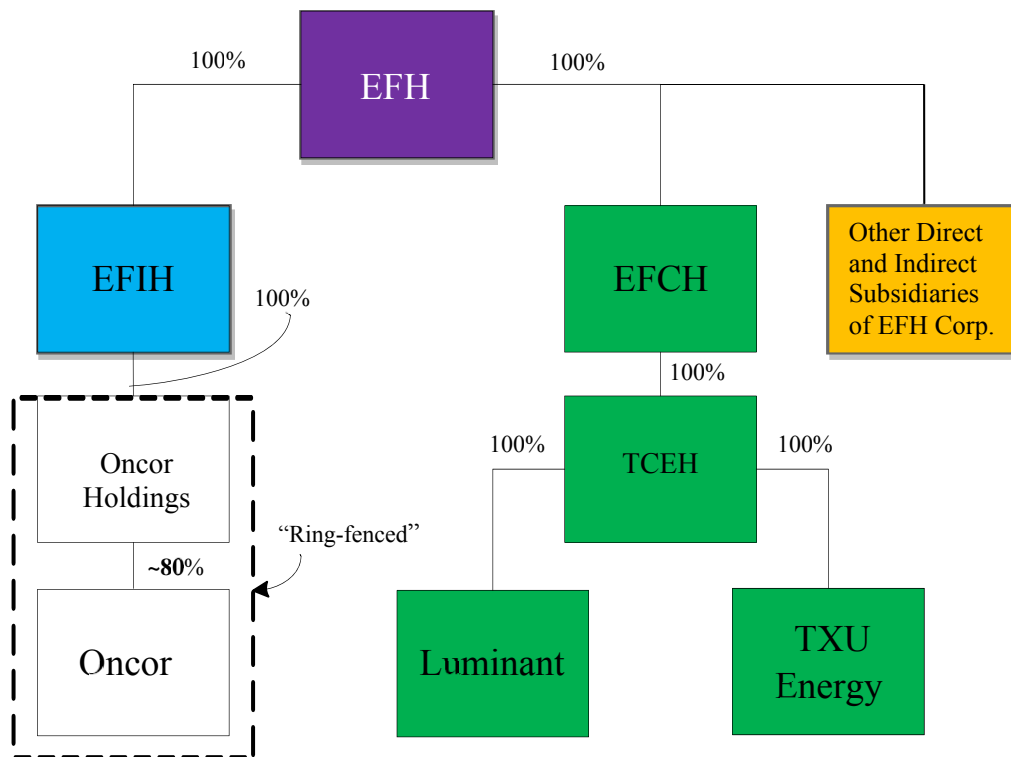 100%
EFH
100%
EFIH
100%
EFCH
Other Direct
and Indirect
Subsidiaries
of EFH Corp.
100%
Oncor
Holdings
100%
TCEH
100%
“Ring-fenced”
~80%
Oncor
Luminant
TXU
Energy